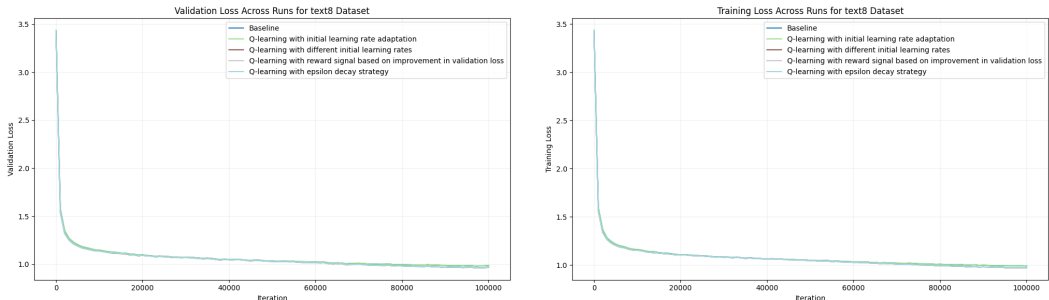 Validation Loss Across Runs for text8 Dataset
3.5
3.0
2.5
2.0
1.5
1.0
Validation Loss
Baseline
Q-learning with initial learning rate adaptation
Q-learning with different initial learning rates
Q-learning with reward signal based on improvement in validation loss
Q-learning with epsilon decay strategy
0
20000
40000
60000
80000
100000
Iteration
Training Loss Across Runs for text8 Dataset
3.5
3.0
2.5
2.0
1.5
1.0
Training Loss
Baseline
Q-learning with initial learning rate adaptation
Q-learning with different initial learning rates
Q-learning with reward signal based on improvement in validation loss
Q-learning with epsilon decay strategy
0
20000
40000
60000
80000
100000
Iteration